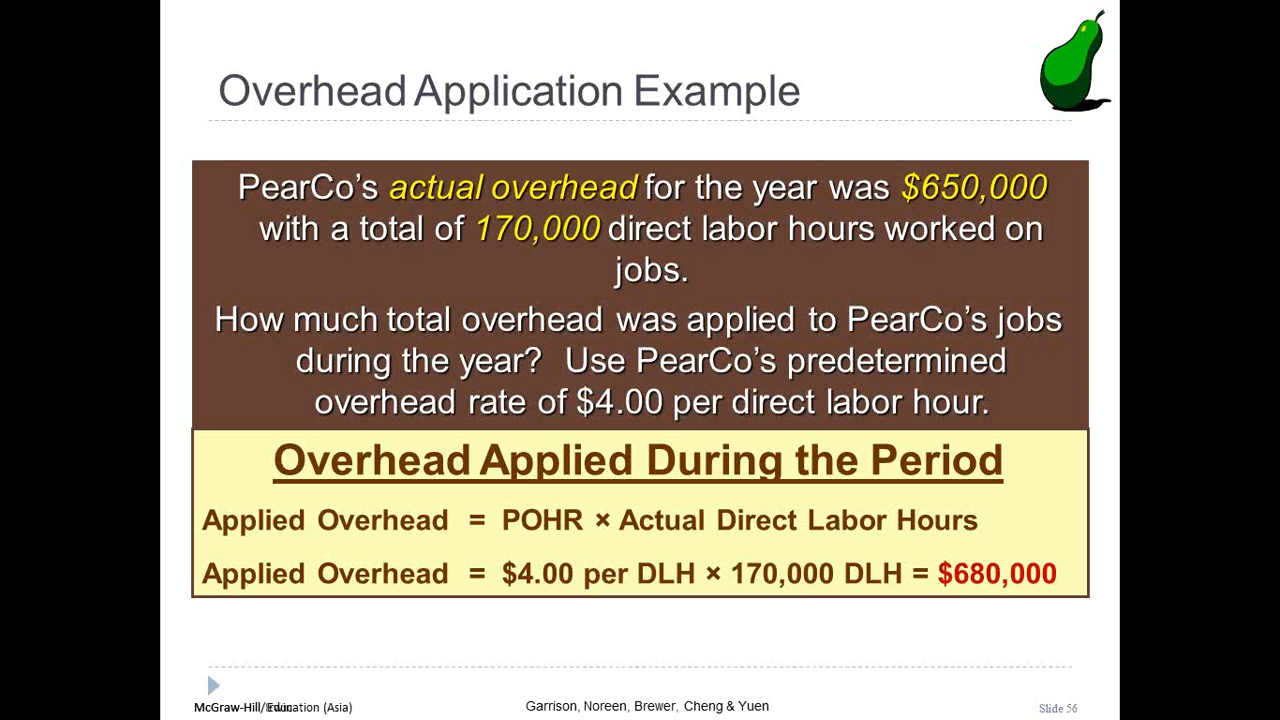 Overhead Application Example
PearCo's actual overhead for the year was $650,000
with a total of 170,000 direct labor hours worked on
jobs.
How much total overhead was applied to PearCo's jobs
during the year? Use PearCo's predetermined
overhead rate of $4.00 per direct labor hour.
Overhead Applied During the Period
Applied Overhead = POHR × Actual Direct Labor Hours
Applied Overhead = $4.00 per DLH × 170,000 DLH = $680,000
McGraw-Hill/Education (Asia)
Garrison, Noreen, Brewer, Cheng & Yuen
Slide 56